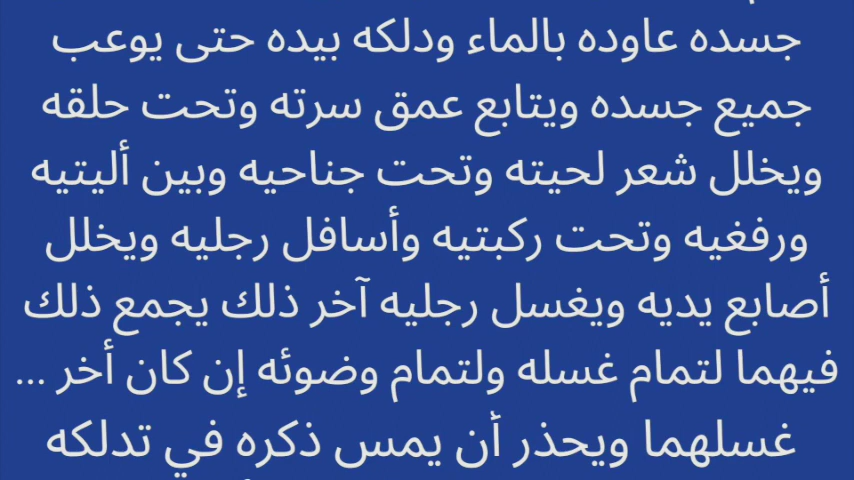 جسده عاوده بالماء ودلكه بيده حتى يوعب
جميع جسده ويتابع عمق سرته وتحت حلقه
ويخلل شعر لحيته وتحت جناحيه وبين أليتيه
ورفغيه وتحت ركبتيه وأسافل رجليه ويخلل
أصابع يديه ويغسل رجليه آخر ذلك يجمع ذلك
فيهما لتمام غسله ولتمام وضوئه إن كان أخر ...
غسلهما ويحذر أن يمس ذكره في تدلكه